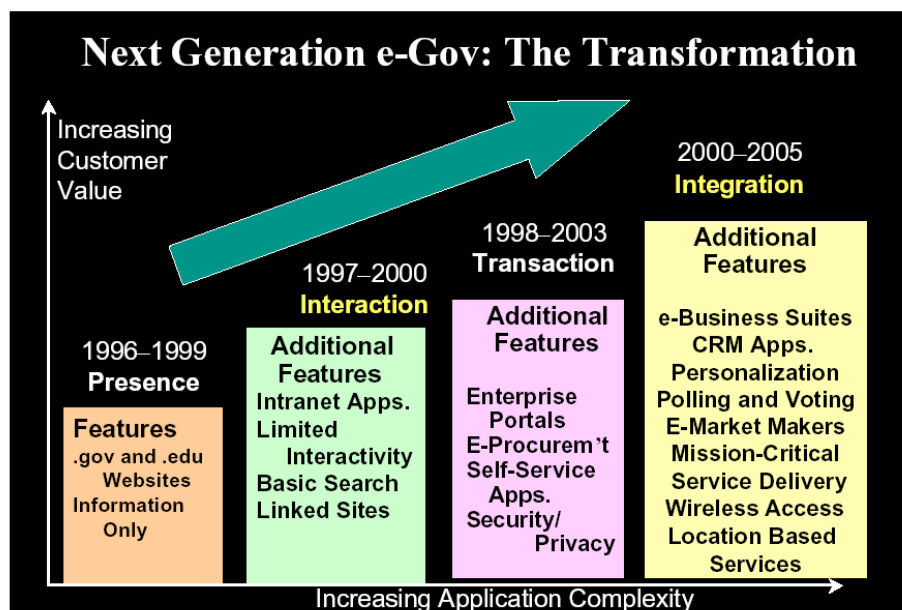 Next Generation e-Gov: The Transformation
Increasing
Customer
Value
1996–1999
Presence
Features
.gov and .edu
Websites
Information
Only
1997–2000
Interaction
Additional
Features
Intranet Apps.
Limited
Interactivity
Basic Search
Linked Sites
1998–2003
Transaction
Additional
Features
Enterprise
Portals
E-Procurem't
Self-Service
Apps.
Security/
Privacy
2000–2005
Integration
Additional
Features
e-Business Suites
CRM Apps.
Personalization
Polling and Voting
E-Market Makers
Mission-Critical
Service Delivery
Wireless Access
Location Based
Services
Increasing Application Complexity